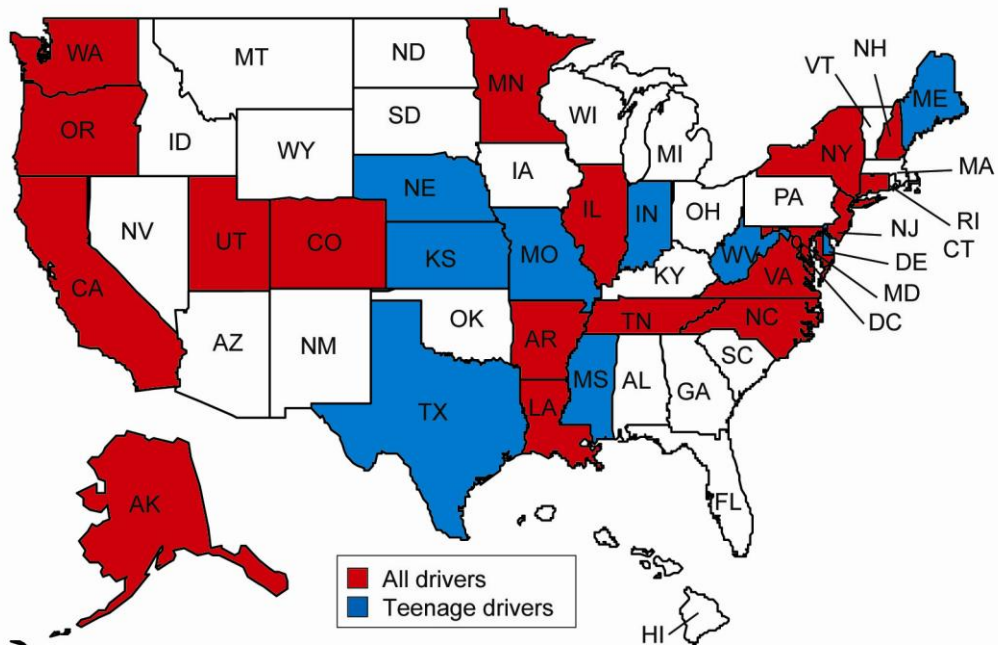 WA
MT
ND
MN
VT
NH
ME
OR
ID
SD
WI
MI
NY
MA
WY
IA
PA
RI
NE
IL
IN
OH
NJ
CT
NV
UT
CO
KS
MO
WV
VA
DE
MD
DC
CA
KY
AZ
NM
OK
AR
TN
NC
SC
TX
LA
MS
AL
GA
FL
AK
HI
All drivers
Teenage drivers